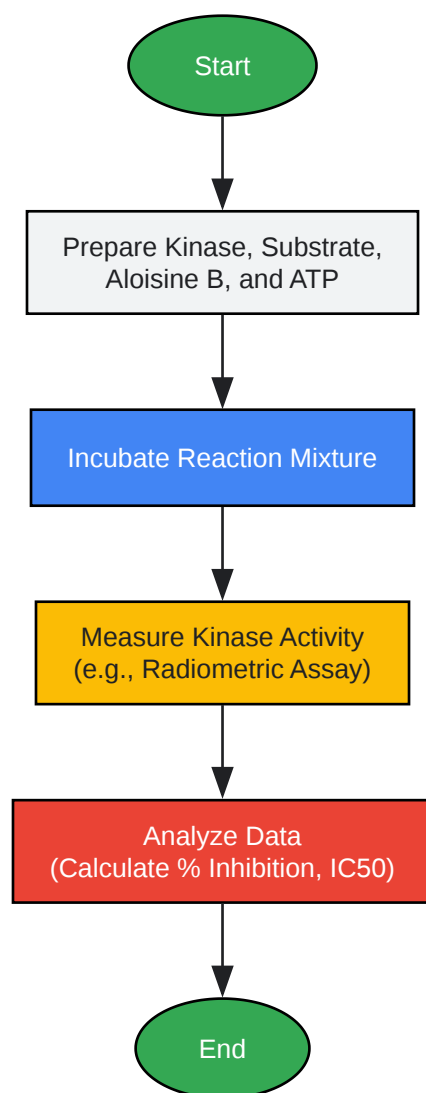 Start
Prepare Kinase, Substrate,
Aloisine B, and ATP
Incubate Reaction Mixture
Measure Kinase Activity
(e.g., Radiometric Assay)
Analyze Data
(Calculate % Inhibition, IC50)
End